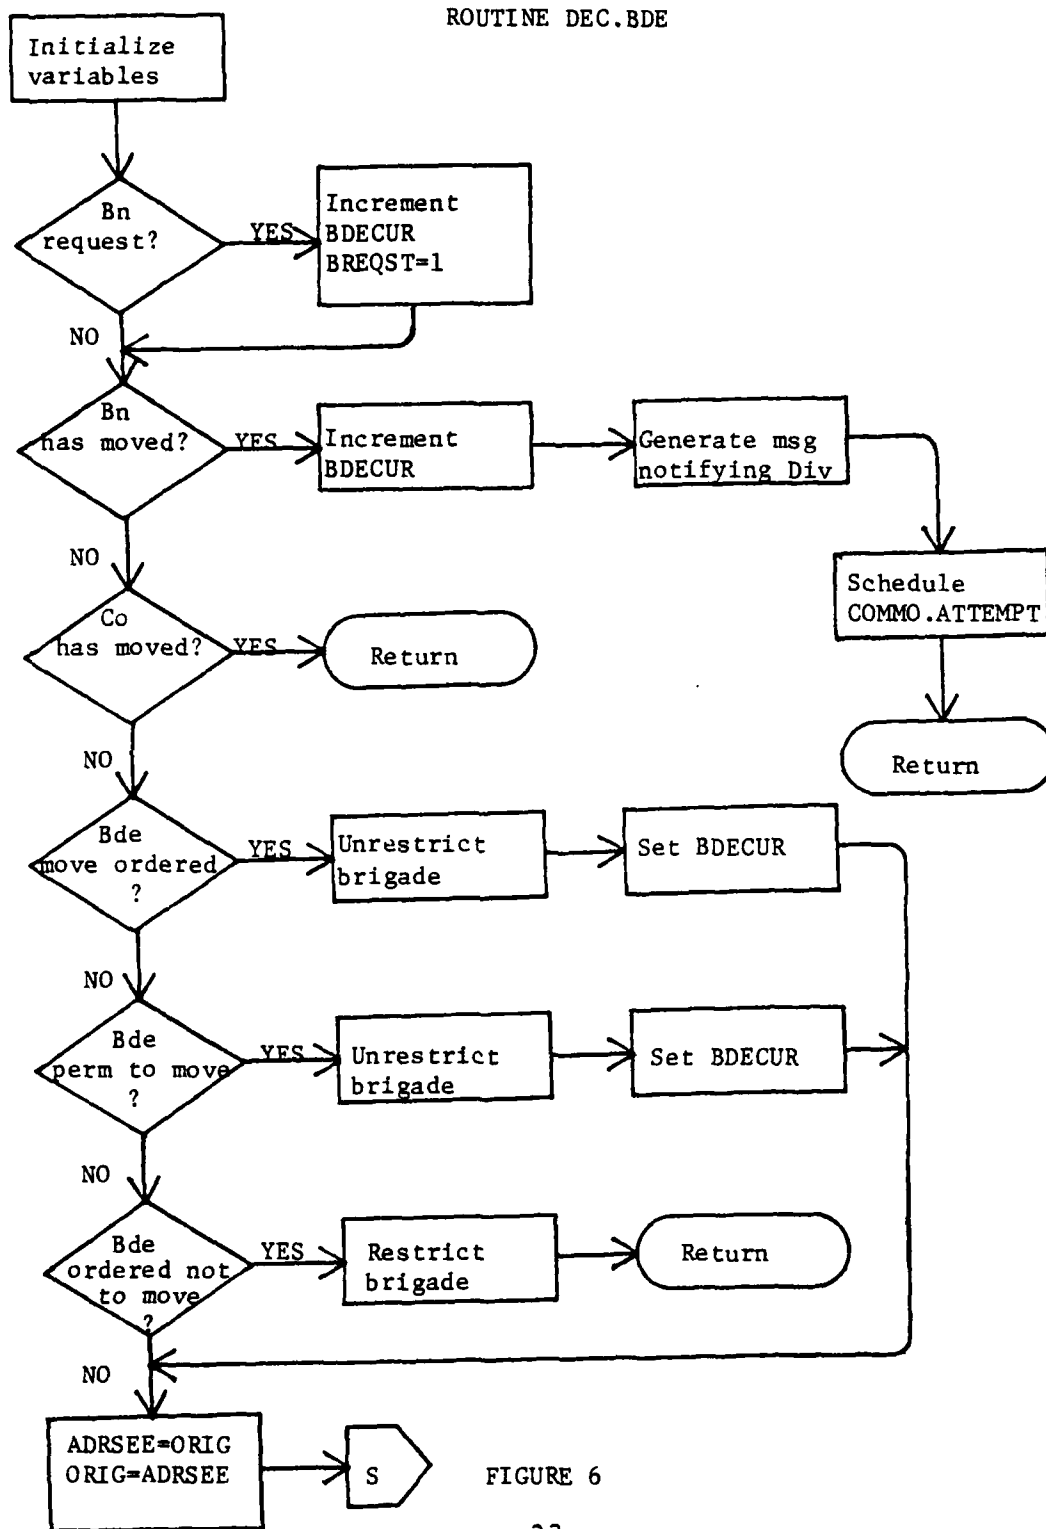 ROUTINE DEC.BDE
Initialize
variables
Bn
request?
YES
Increment
BDECUR
BREQST=1
NO
Bn
has moved?
YES
Increment
BDECUR
Generate msg
notifying Div
Schedule
COMMO.ATTEMPT
Return
NO
Co
has moved?
YES
Return
NO
Bde
move ordered
?
YES
Unrestrict
brigade
Set BDECUR
NO
Bde
perm to move
?
YES
Unrestrict
brigade
Set BDECUR
NO
Bde
ordered not
to move
?
YES
Restrict
brigade
Return
NO
ADRSEE=ORIG
ORIG=ADRSEE
S
FIGURE 6